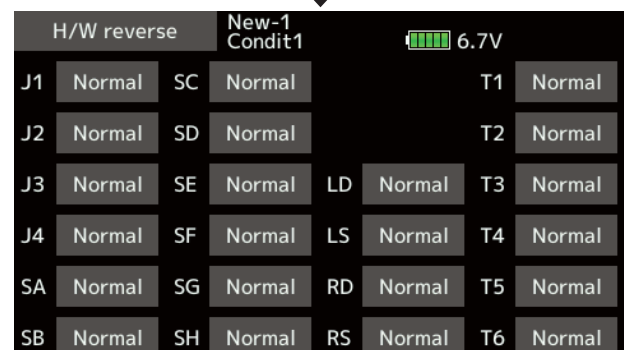 H/W reverse New-1
Condit1 6.7V
J1 Normal SC Normal T1 Normal
J2 Normal SD Normal T2 Normal
J3 Normal SE Normal LD Normal T3 Normal
J4 Normal SF Normal LS Normal T4 Normal
SA Normal SG Normal RD Normal T5 Normal
SB Normal SH Normal RS Normal T6 Normal